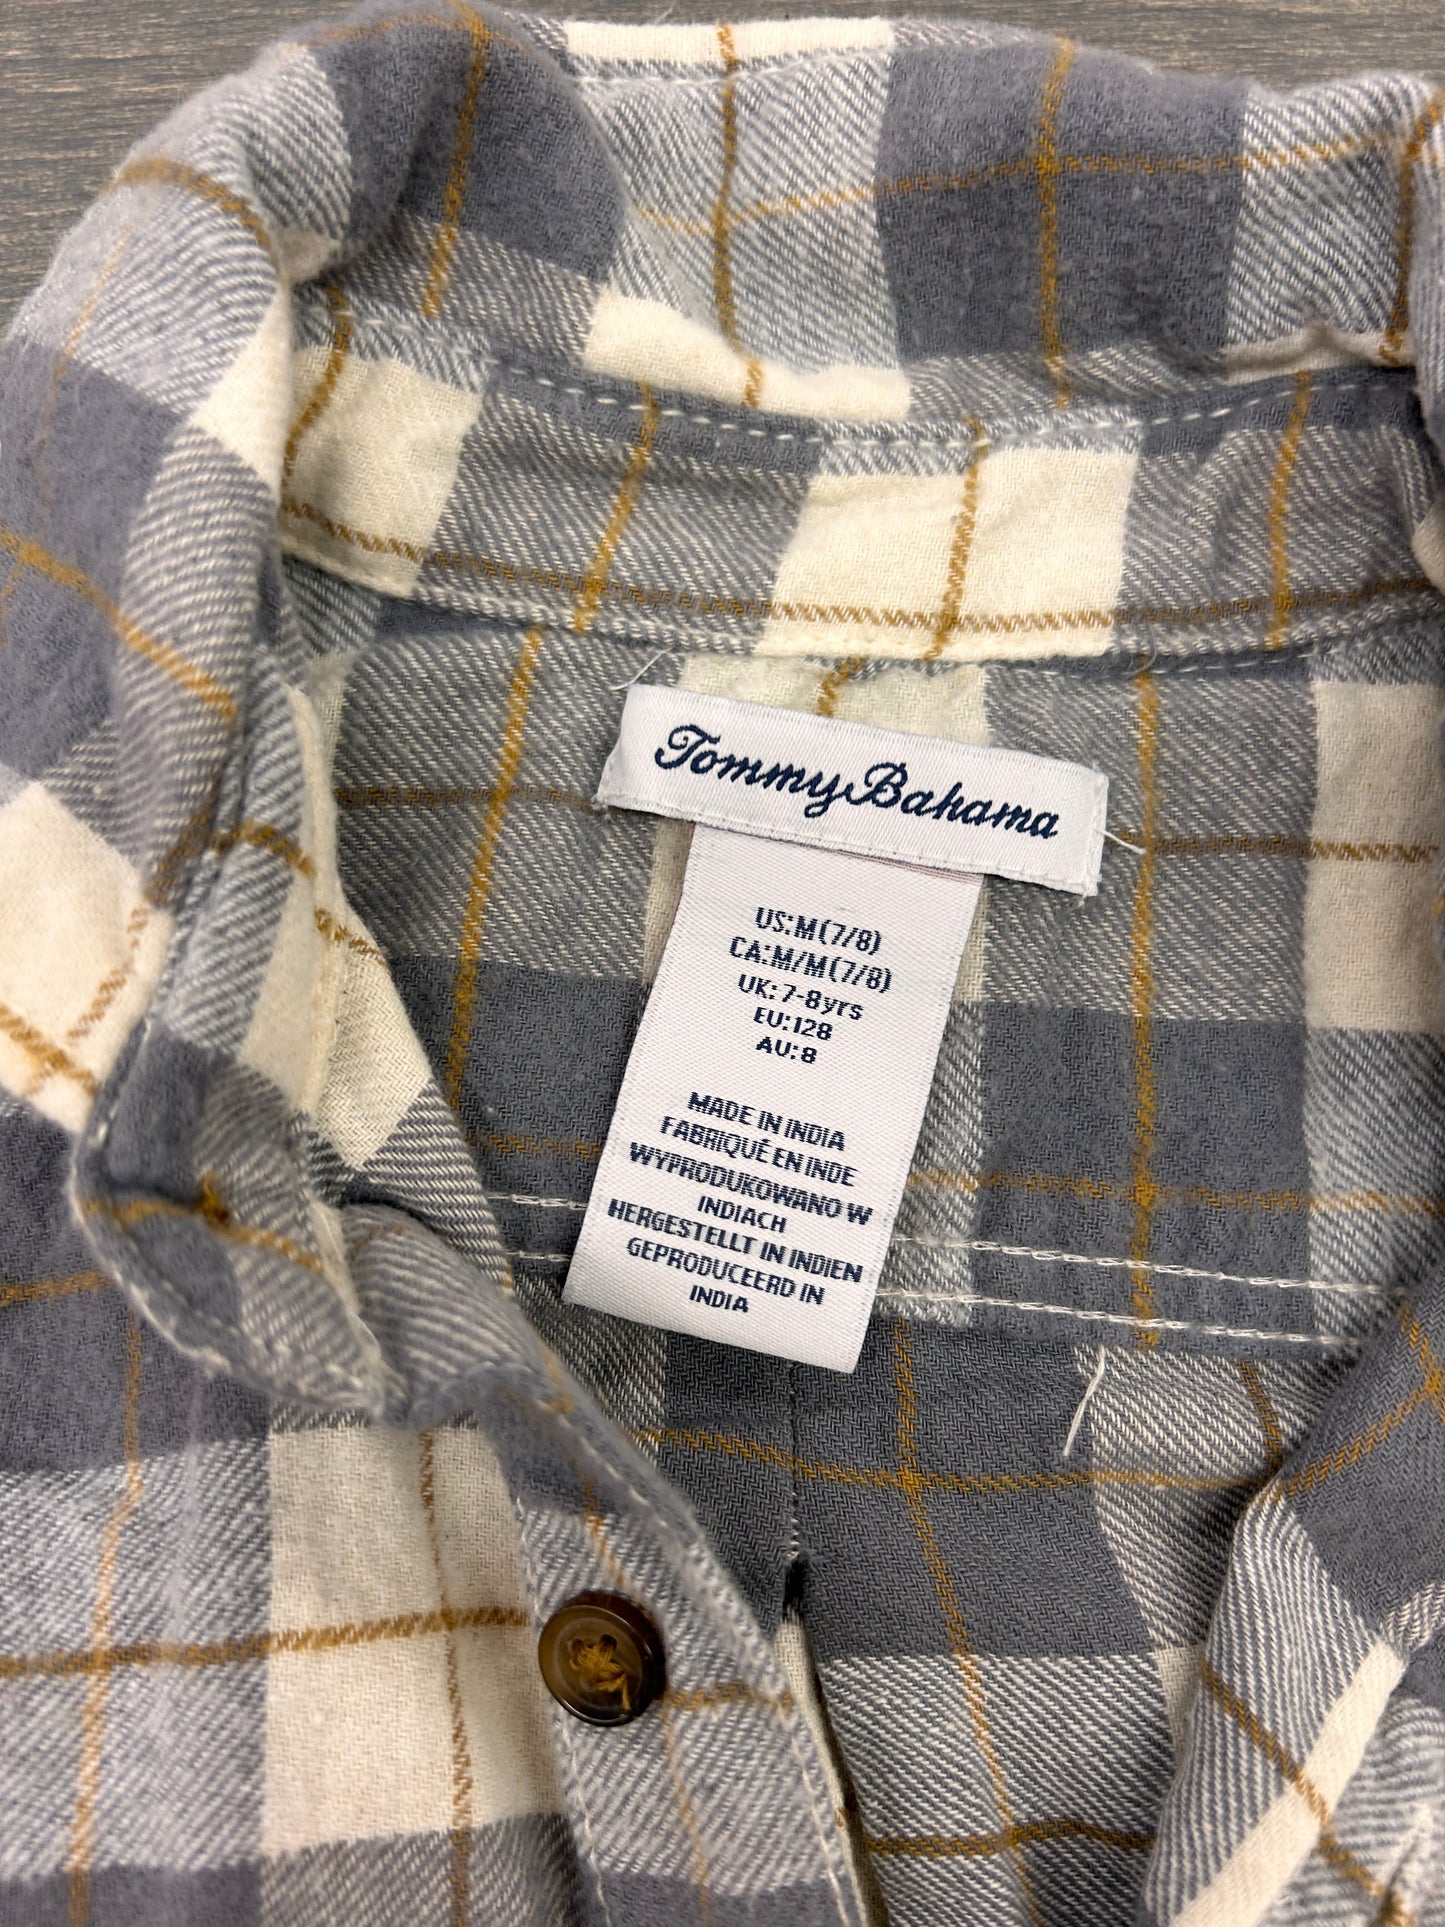 Tommy Bahama
US:M(7/8)
CA:M/M(7/8)
UK:7-8yrs
EU:128
AU:8
MADE IN INDIA
FABRIQUÉ EN INDE
WYPRODUKOWANO W
INDIACH
HERGESTELLT IN INDIEN
GEPRODUCEERD IN
INDIA